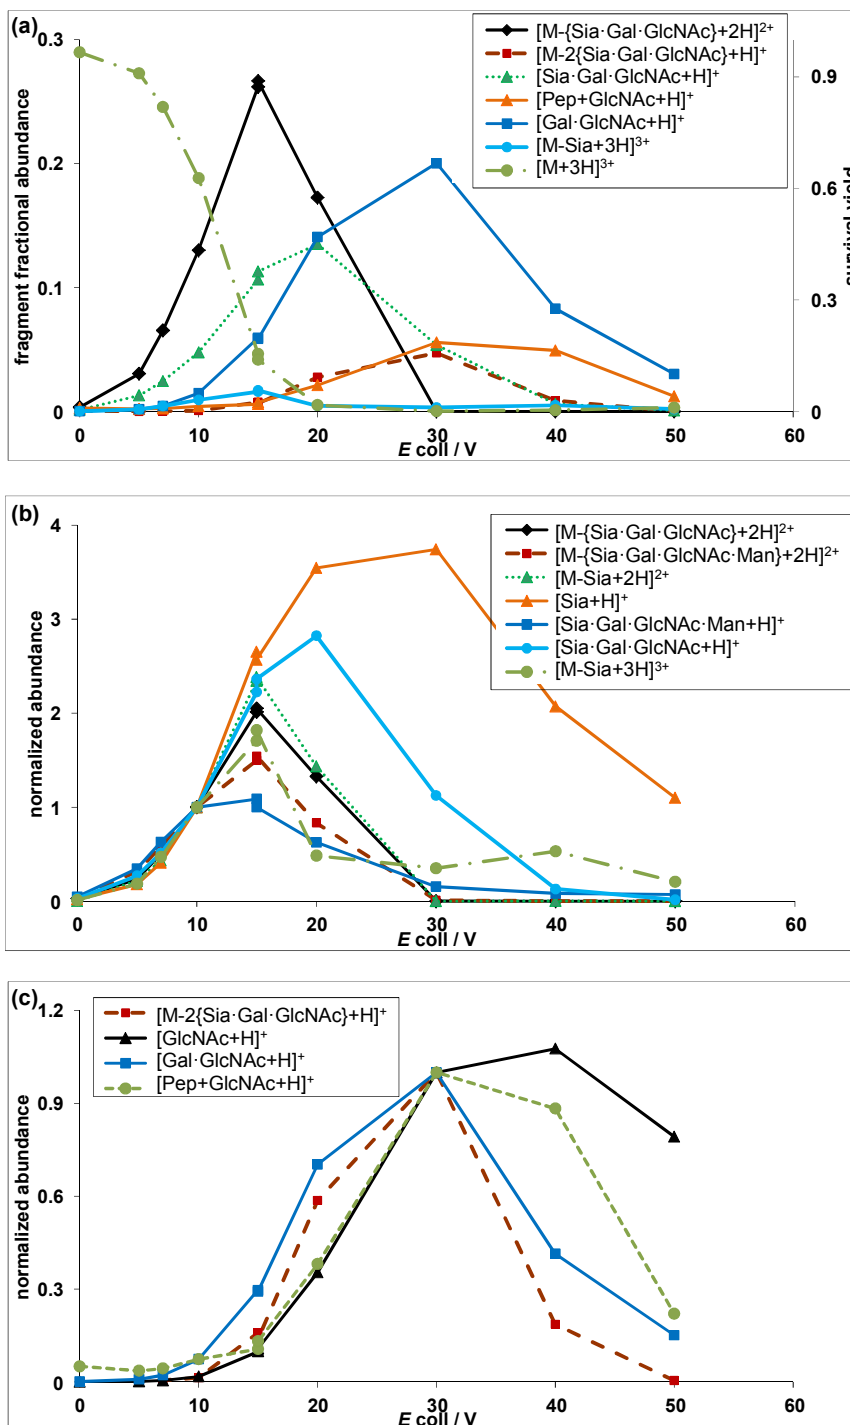 (a)
[M-{Sia·Gal·GlcNAc}+2H]²⁺
[M-2{Sia·Gal·GlcNAc}+H]⁺
[Sia·Gal·GlcNAc+H]⁺
[Pep+GlcNAc+H]⁺
[Gal·GlcNAc+H]⁺
[M-Sia+3H]³⁺
[M+3H]³⁺
fragment fractional abundance
0.3
0.2
0.1
0
0.9
0.6
0.3
0
survival yield
0 10 20 30 40 50 60
E coll / V
(b)
[M-{Sia·Gal·GlcNAc}+2H]²⁺
[M-{Sia·Gal·GlcNAc·Man}+2H]²⁺
[M-Sia+2H]²⁺
[Sia+H]⁺
[Sia·Gal·GlcNAc·Man+H]⁺
[Sia·Gal·GlcNAc+H]⁺
[M-Sia+3H]³⁺
normalized abundance
4
3
2
1
0
0 10 20 30 40 50 60
E coll / V
(c)
[M-2{Sia·Gal·GlcNAc}+H]⁺
[GlcNAc+H]⁺
[Gal·GlcNAc+H]⁺
[Pep+GlcNAc+H]⁺
normalized abundance
1.2
0.9
0.6
0.3
0
0 10 20 30 40 50 60
E coll / V